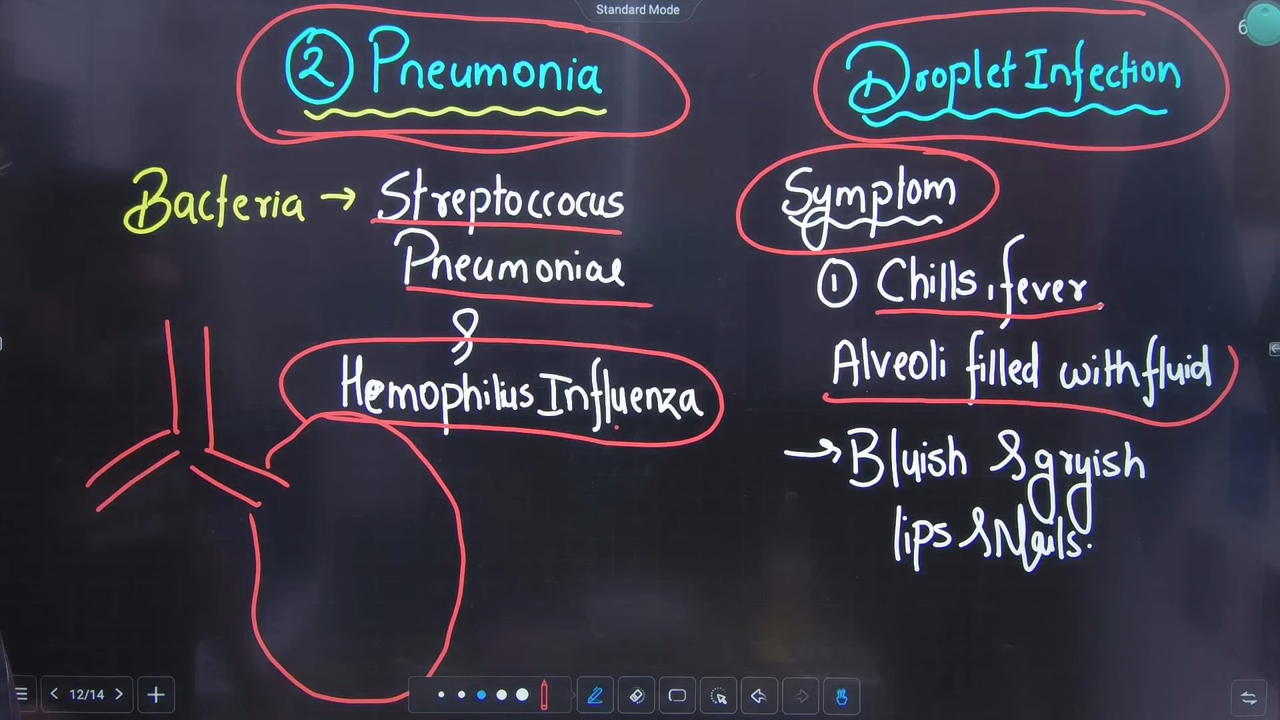 Standard Mode
6
② Pneumonia
Droplet Infection
Bacteria → Streptoccocus
Pneumoniae
&
Hemophilus Influenza
Symptom
① Chills, fever
Alveoli filled with fluid
→ Bluish & gryish
lips & Nails.
12/14